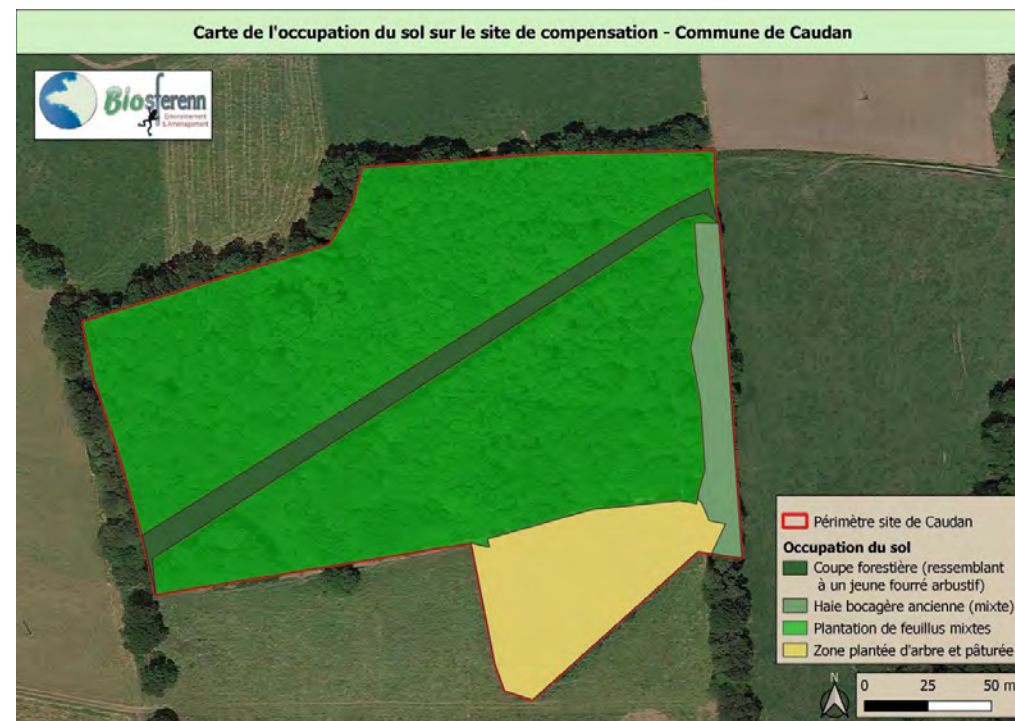 Carte de l'occupation du sol sur le site de compensation - Commune de Caudan
Biosferenn
Environnement
& Aménagement
Périmètre site de Caudan
Occupation du sol
Coupe forestière (ressemblant
à un jeune fourré arbustif)
Haie bocagère ancienne (mixte)
Plantation de feuillus mixtes
Zone plantée d'arbre et pâturée
N
0 25 50 m